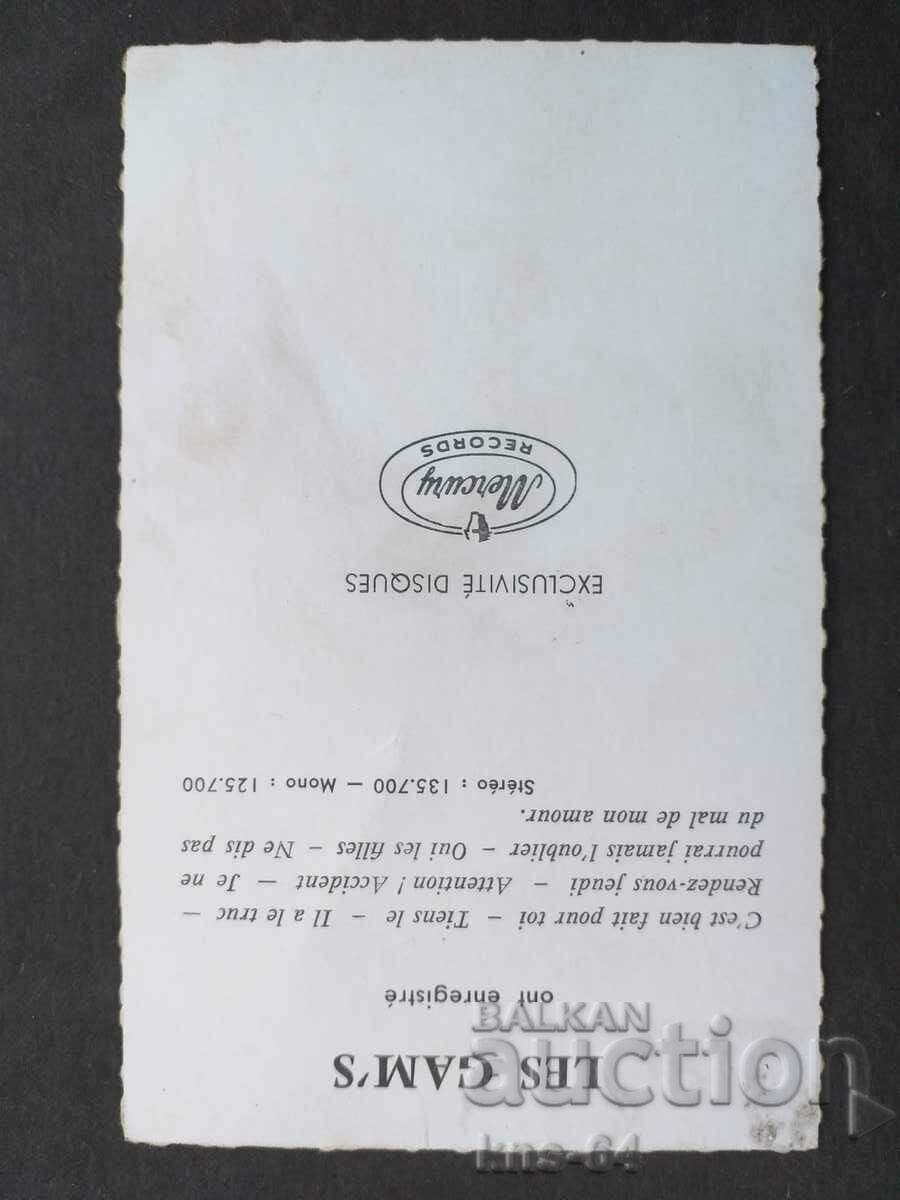 LES GAM'S
ont enregistré
C'est bien fait pour toi – Tiens le – Il a le truc –
Rendez-vous jeudi – Attention ! Accident – Je ne
pourrai jamais l'oublier – Oui les filles – Ne dis pas
du mal de mon amour.
Stéréo : 135.700 – Mono : 125.700
EXCLUSIVITÉ DISQUES
Mercury
RECORDS
BALKAN
auction
kns-64